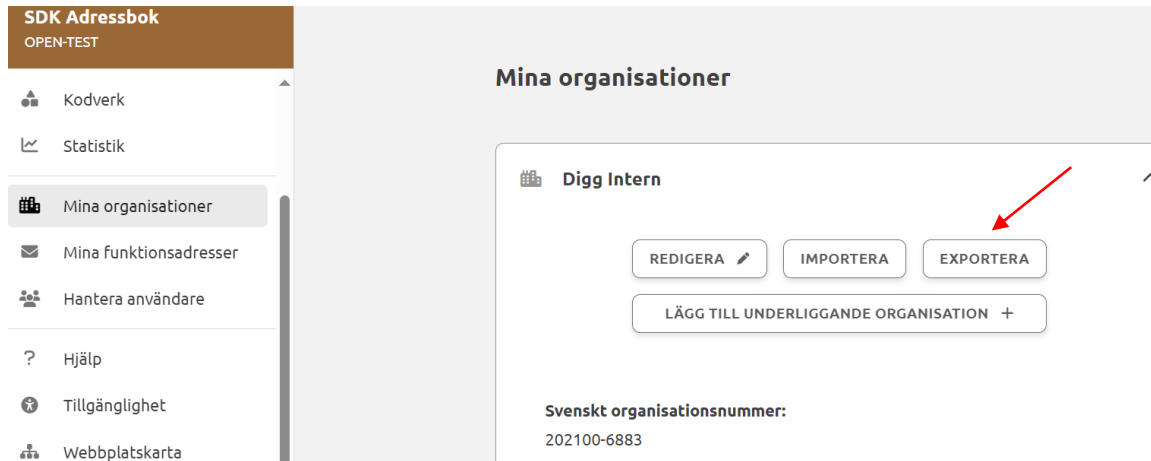 SDK Adressbok
OPEN-TEST
Kodverk
Statistik
Mina organisationer
Mina funktionsadresser
Hantera användare
Hjälp
Tillgänglighet
Webbplatskarta
Mina organisationer
Digg Intern
REDIGERA
IMPORTERA
EXPORTERA
LÄGG TILL UNDERLIGGANDE ORGANISATION +
Svenskt organisationsnummer:
202100-6883